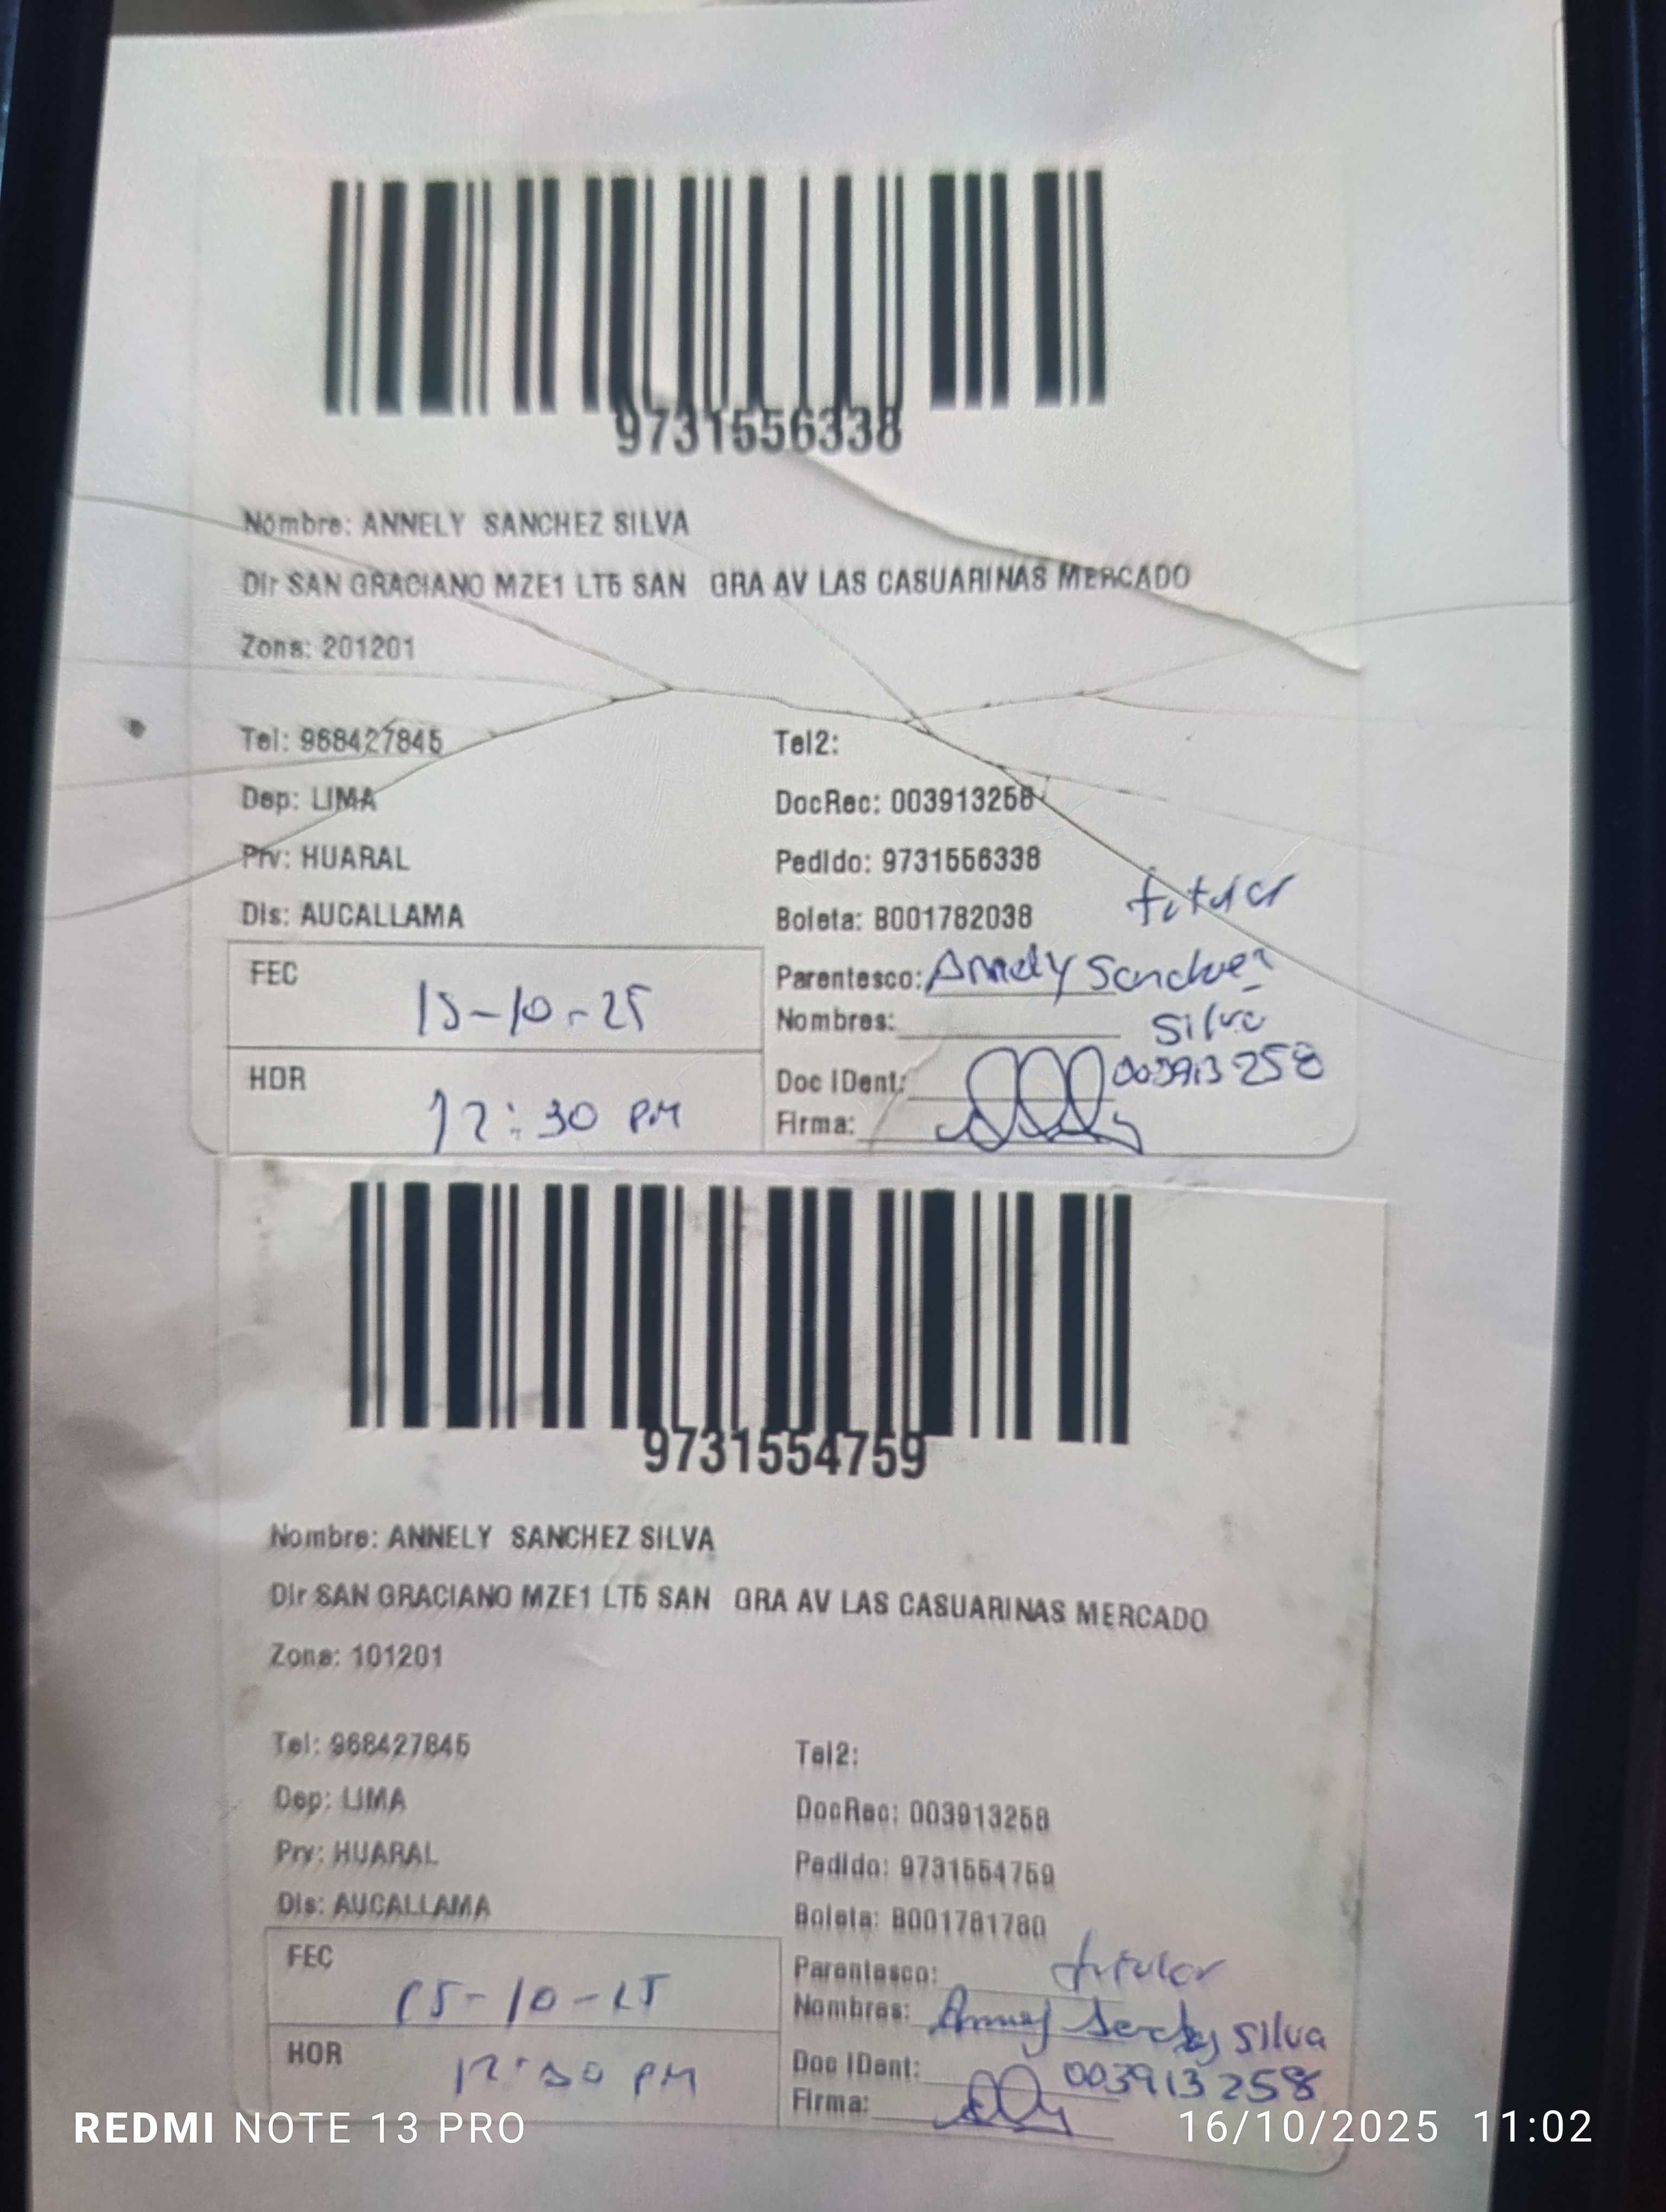 9731556338
Nombre: ANNELY SANCHEZ SILVA
Dir SAN GRACIANO MZE1 LT5 SAN GRA AV LAS CASUARINAS MERCADO
Zona: 201201
Tel: 968427845 Tel2:
Dep: LIMA DocRec: 003913258
Prv: HUARAL Pedido: 9731556338
Dis: AUCALLAMA Boleta: B001782038
titular
FEC 15-10-25 Parentesco: Annely Sanchez
Nombres: Silva
HOR 12:30 PM Doc IDent: 003913258
Firma:
9731554759
Nombre: ANNELY SANCHEZ SILVA
Dir SAN GRACIANO MZE1 LT5 SAN GRA AV LAS CASUARINAS MERCADO
Zona: 101201
Tel: 968427845 Tel2:
Dep: LIMA DocRec: 003913258
Prv: HUARAL Pedido: 9731554759
Dis: AUCALLAMA Boleta: B001781780
FEC 15-10-25 Parentesco: titular
Nombres: Silva
HOR 12:30 PM Doc IDent: 003913258
Firma:
REDMI NOTE 13 PRO 16/10/2025 11:02